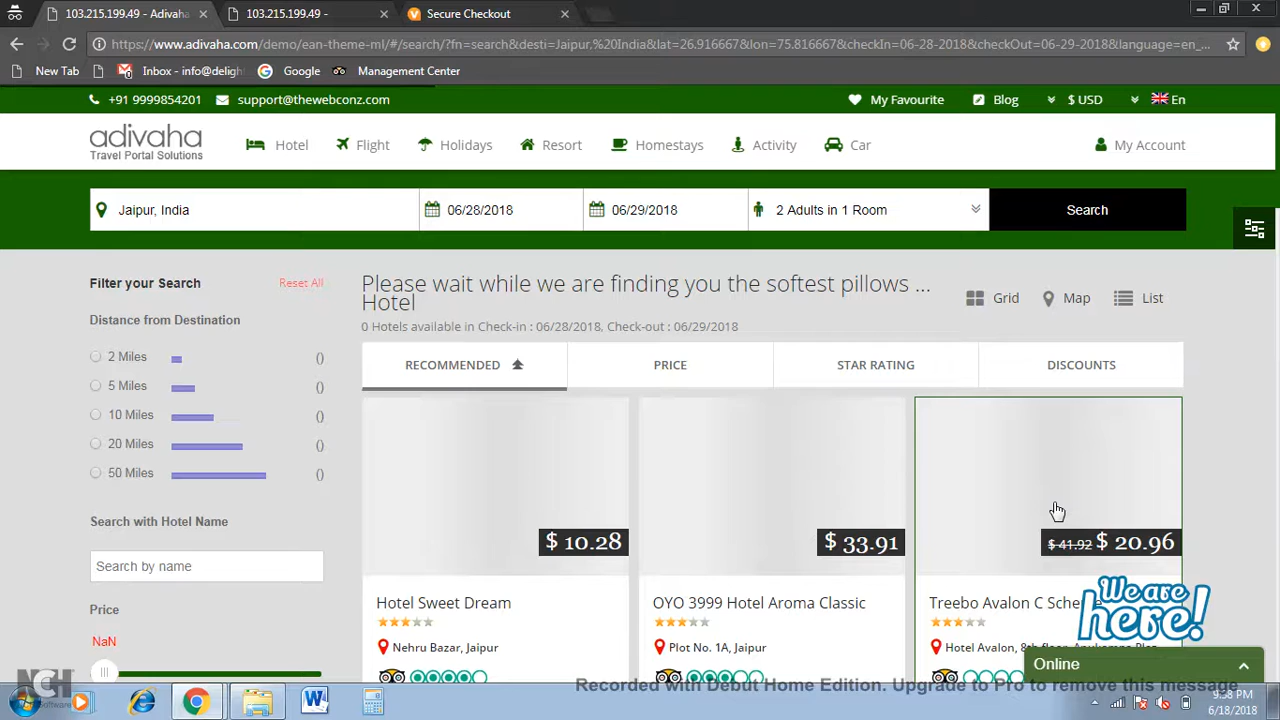 103.215.199.49 - Adivaha
103.215.199.49 -
Secure Checkout
https://www.adivaha.com/demo/ean-theme-ml/#/search/?fn=search&desti=Jaipur,%20India&lat=26.916667&lon=75.816667&checkIn=06-28-2018&checkOut=06-29-2018&language=en_...
New Tab
Inbox - info@deligh
Google
Management Center
+91 9999854201
support@thewebconz.com
My Favourite
Blog
$ USD
En
adivaha
Travel Portal Solutions
Hotel
Flight
Holidays
Resort
Homestays
Activity
Car
My Account
Jaipur, India
06/28/2018
06/29/2018
2 Adults in 1 Room
Search
Filter your Search
Reset All
Distance from Destination
2 Miles ()
5 Miles ()
10 Miles ()
20 Miles ()
50 Miles ()
Search with Hotel Name
Search by name
Price
NaN
Please wait while we are finding you the softest pillows ...
Hotel
0 Hotels available in Check-in : 06/28/2018, Check-out : 06/29/2018
Grid
Map
List
RECOMMENDED
PRICE
STAR RATING
DISCOUNTS
$ 10.28
$ 33.91
$ 41.92 $ 20.96
Hotel Sweet Dream
OYO 3999 Hotel Aroma Classic
Treebo Avalon C Sche
Nehru Bazar, Jaipur
Plot No. 1A, Jaipur
Hotel Avalon, 8th floor,
We are
here!
Online
Recorded with Debut Home Edition. Upgrade to Pro to remove this message
NCH
9:38 PM
6/18/2018